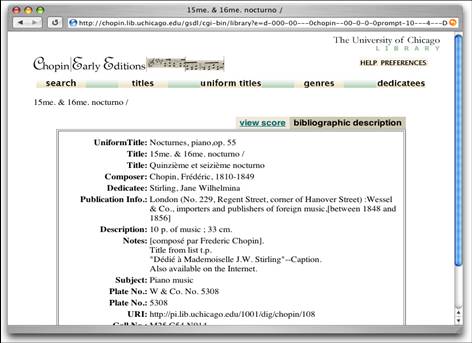 15me. & 16me. nocturno /
http://chopin.lib.uchicago.edu/gsdl/cgi-bin/library?e=d-000-00---0chopin--00-0-0-0prompt-10---4---D
The University of Chicago
LIBRARY
Chopin Early Editions
HELP PREFERENCES
search titles uniform titles genres dedicatees
15me. & 16me. nocturno /
view score bibliographic description
UniformTitle: Nocturnes, piano,op. 55
Title: 15me. & 16me. nocturno /
Title: Quinzième et seizième nocturno
Composer: Chopin, Frédéric, 1810-1849
Dedicatee: Stirling, Jane Wilhelmina
Publication Info.: London (No. 229, Regent Street, corner of Hanover Street) :Wessel
& Co., importers and publishers of foreign music,[between 1848 and
1856]
Description: 10 p. of music ; 33 cm.
Notes: [composé par Frederic Chopin].
Title from list t.p.
"Dédié à Mademoiselle J.W. Stirling"--Caption.
Also available on the Internet.
Subject: Piano music
Plate No.: W & Co. No. 5308
Plate No.: 5308
URI: http://pi.lib.uchicago.edu/1001/dig/chopin/108